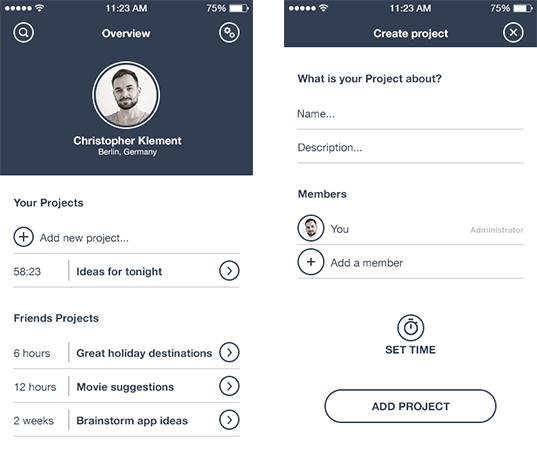 11:23 AM
75%
Overview
Christopher Klement
Berlin, Germany
Your Projects
Add new project...
58:23 Ideas for tonight
Friends Projects
6 hours Great holiday destinations
12 hours Movie suggestions
2 weeks Brainstorm app ideas
11:23 AM
75%
Create project
What is your Project about?
Name...
Description...
Members
You Administrator
Add a member
SET TIME
ADD PROJECT